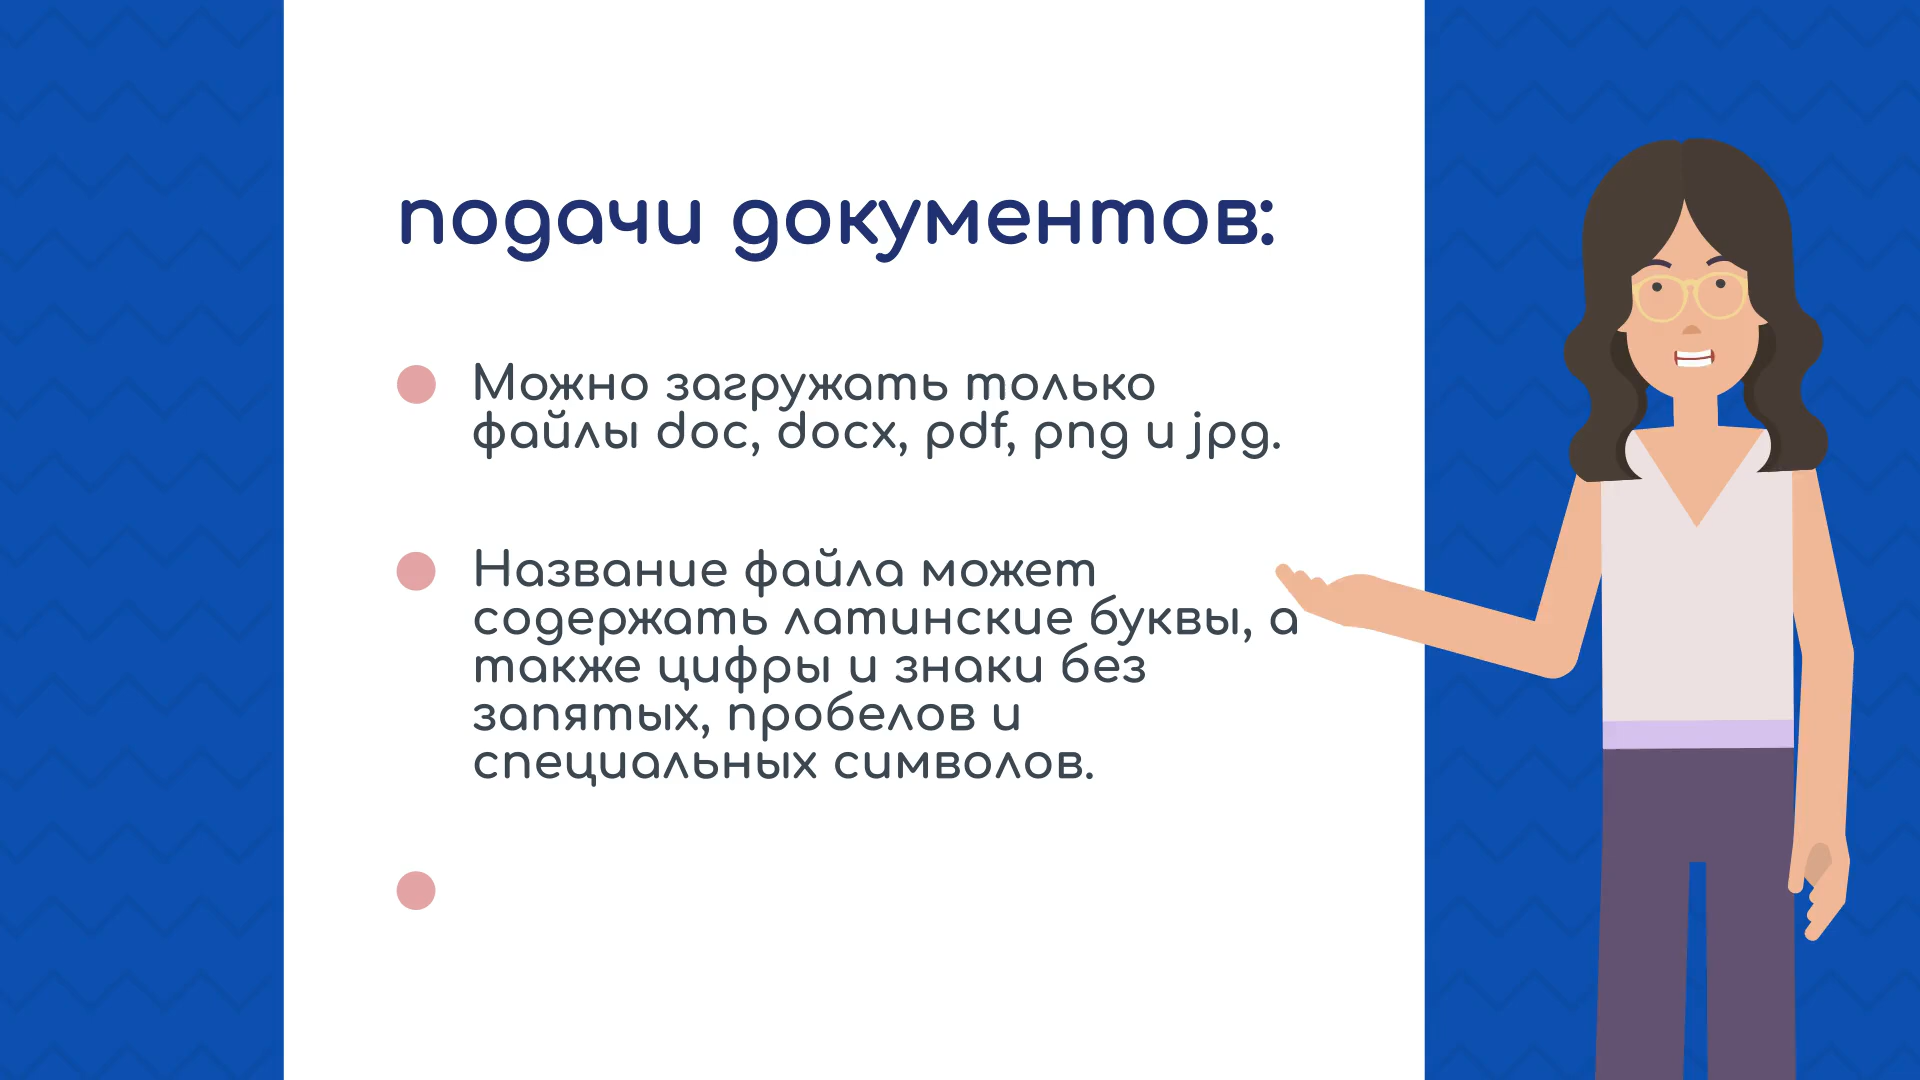 подачи документов:
Можно загружать только
файлы doc, docx, pdf, png и jpg.
Название файла может
содержать латинские буквы, а
также цифры и знаки без
запятых, пробелов и
специальных символов.